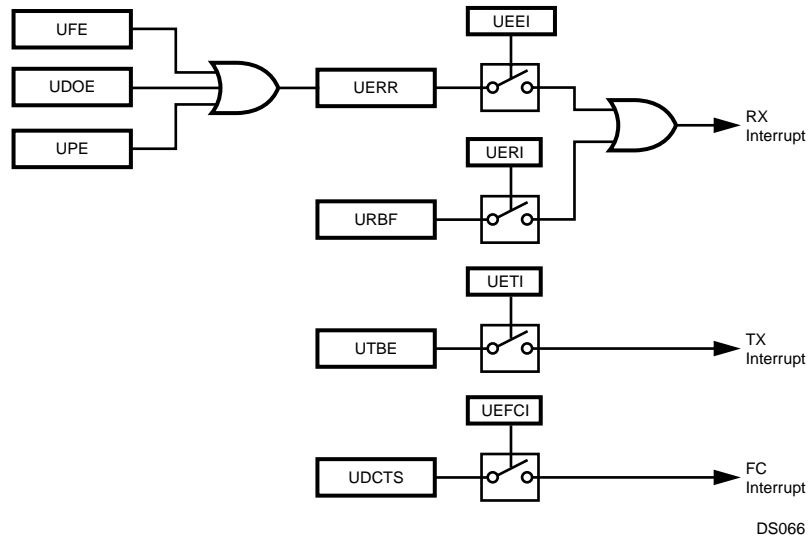 UFE
UDOE
UPE
UERR
UEEI
UERI
URBF
RX
Interrupt
UETI
UTBE
TX
Interrupt
UEFCI
UDCTS
FC
Interrupt
DS066